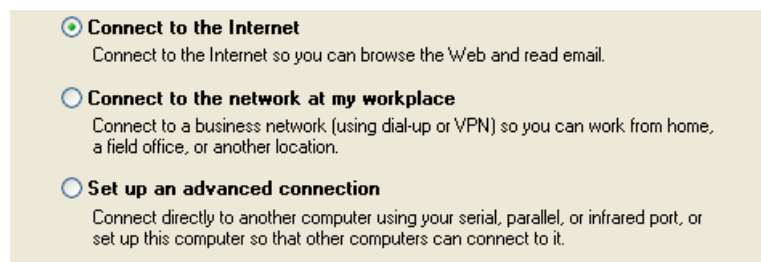 Connect to the Internet
Connect to the Internet so you can browse the Web and read email.
Connect to the network at my workplace
Connect to a business network (using dial-up or VPN) so you can work from home,
a field office, or another location.
Set up an advanced connection
Connect directly to another computer using your serial, parallel, or infrared port, or
set up this computer so that other computers can connect to it.